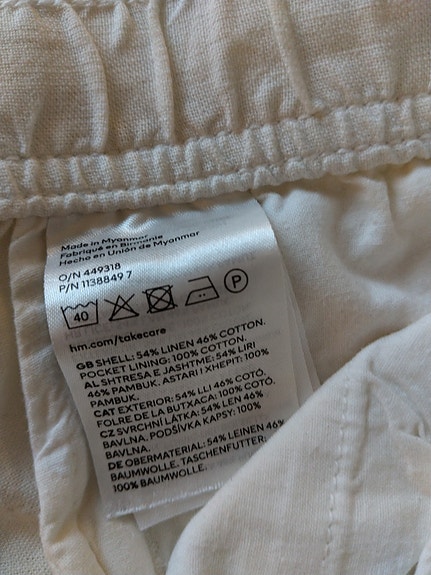 Made in Myanmar
Fabriqué en Birmanie
Hecho en Unión de Myanmar
O/N 449318
P/N 1138849 7
40
P
hm.com/takecare
GB SHELL: 54% LINEN 46% COTTON.
POCKET LINING: 100% COTTON.
AL SHTRESA E JASHTME: 54% LIRI
46% PAMBUK. ASTARI I XHEPIT: 100%
PAMBUK.
CAT EXTERIOR: 54% LLI 46% COTÓ.
FOLRE DE LA BUTXACA: 100% COTÓ.
CZ SVRCHNÍ LÁTKA: 54% LEN 46%
BAVLNA. PODŠÍVKA KAPSY: 100%
BAVLNA.
DE OBERMATERIAL: 54% LEINEN 46%
BAUMWOLLE. TASCHENFUTTER:
100% BAUMWOLLE.